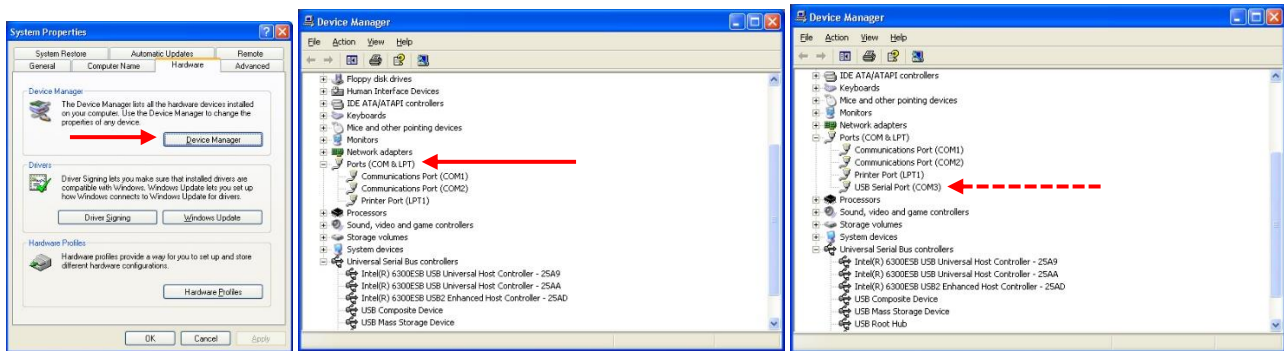 System Properties
System Restore
Automatic Updates
Remote
General
Computer Name
Hardware
Advanced
Device Manager
The Device Manager lists all the hardware devices installed
on your computer. Use the Device Manager to change the
properties of any device.
Device Manager
Drivers
Driver Signing lets you make sure that installed drivers are
compatible with Windows. Windows Update lets you set up
how Windows connects to Windows Update for drivers.
Driver Signing
Windows Update
Hardware Profiles
Hardware profiles provide a way for you to set up and store
different hardware configurations.
Hardware Profiles
OK
Cancel
Apply
Device Manager
File Action View Help
Floppy disk drives
Human Interface Devices
IDE ATA/ATAPI controllers
Keyboards
Mice and other pointing devices
Monitors
Network adapters
Ports (COM & LPT)
Communications Port (COM1)
Communications Port (COM2)
Printer Port (LPT1)
Processors
Sound, video and game controllers
Storage volumes
System devices
Universal Serial Bus controllers
Intel(R) 6300ESB USB Universal Host Controller - 25A9
Intel(R) 6300ESB USB Universal Host Controller - 25AA
Intel(R) 6300ESB USB2 Enhanced Host Controller - 25AD
USB Composite Device
USB Mass Storage Device
Device Manager
File Action View Help
IDE ATA/ATAPI controllers
Keyboards
Mice and other pointing devices
Monitors
Network adapters
Ports (COM & LPT)
Communications Port (COM1)
Communications Port (COM2)
Printer Port (LPT1)
USB Serial Port (COM3)
Processors
Sound, video and game controllers
Storage volumes
System devices
Universal Serial Bus controllers
Intel(R) 6300ESB USB Universal Host Controller - 25A9
Intel(R) 6300ESB USB Universal Host Controller - 25AA
Intel(R) 6300ESB USB2 Enhanced Host Controller - 25AD
USB Composite Device
USB Mass Storage Device
USB Root Hub